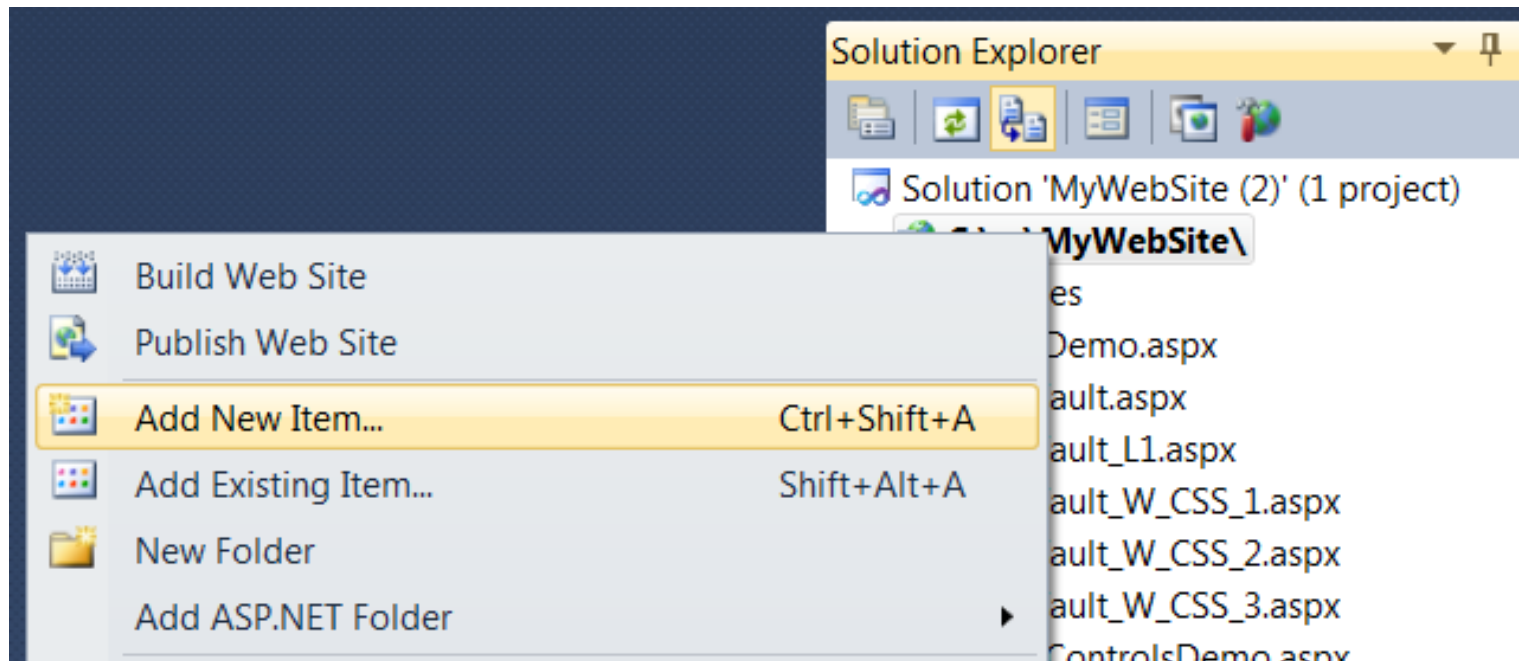 Solution Explorer
Solution 'MyWebSite (2)' (1 project)
MyWebSite\
es
Demo.aspx
ault.aspx
ault_L1.aspx
ault_W_CSS_1.aspx
ault_W_CSS_2.aspx
ault_W_CSS_3.aspx
ControlsDemo.aspx
Build Web Site
Publish Web Site
Add New Item... Ctrl+Shift+A
Add Existing Item... Shift+Alt+A
New Folder
Add ASP.NET Folder